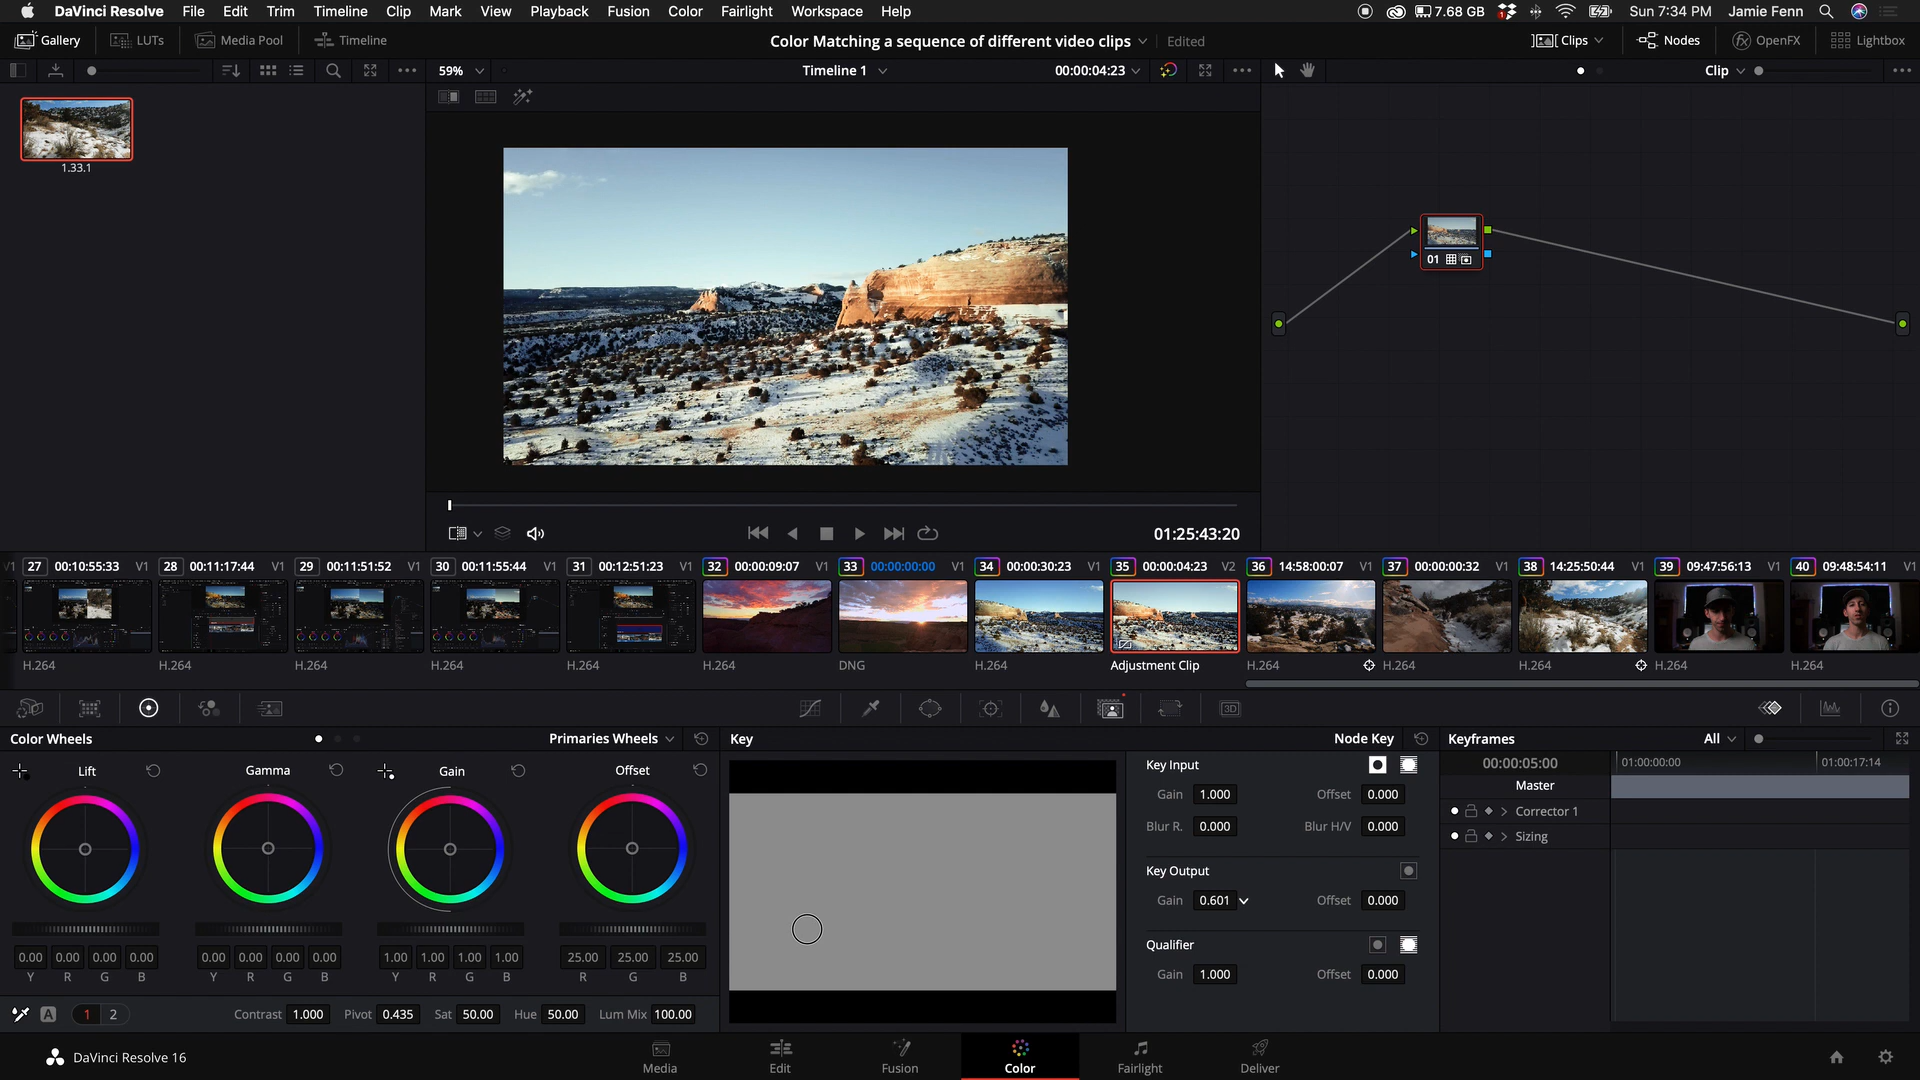 DaVinci Resolve File Edit Trim Timeline Clip Mark View Playback Fusion Color Fairlight Workspace Help 7.68 GB 1 Sun 7:34 PM Jamie Fenn
Gallery LUTs Media Pool Timeline Color Matching a sequence of different video clips Edited Clips Nodes fx OpenFX Lightbox
59% Timeline 1 00:00:04:23 Clip
1.33.1
01
01:25:43:20
V1 27 00:10:55:33 V1 28 00:11:17:44 V1 29 00:11:51:52 V1 30 00:11:55:44 V1 31 00:12:51:23 V1 32 00:00:09:07 V1 33 00:00:00:00 V1 34 00:00:30:23 V1 35 00:00:04:23 V2 36 14:58:00:07 V1 37 00:00:00:32 V1 38 14:25:50:44 V1 39 09:47:56:13 V1 40 09:48:54:11 V1
H.264 H.264 H.264 H.264 H.264 H.264 DNG H.264 Adjustment Clip H.264 H.264 H.264 H.264 H.264
3D
Color Wheels Primaries Wheels Key Node Key Keyframes All
Lift Gamma Gain Offset
0.00 0.00 0.00 0.00 0.00 0.00 0.00 0.00 1.00 1.00 1.00 1.00 25.00 25.00 25.00
Y R G B Y R G B Y R G B R G B
A 1 2 Contrast 1.000 Pivot 0.435 Sat 50.00 Hue 50.00 Lum Mix 100.00
Key Input
Gain 1.000 Offset 0.000
Blur R. 0.000 Blur H/V 0.000
Key Output
Gain 0.601 Offset 0.000
Qualifier
Gain 1.000 Offset 0.000
00:00:05:00 01:00:00:00 01:00:17:14
Master
Corrector 1
Sizing
DaVinci Resolve 16 Media Edit Fusion Color Fairlight Deliver